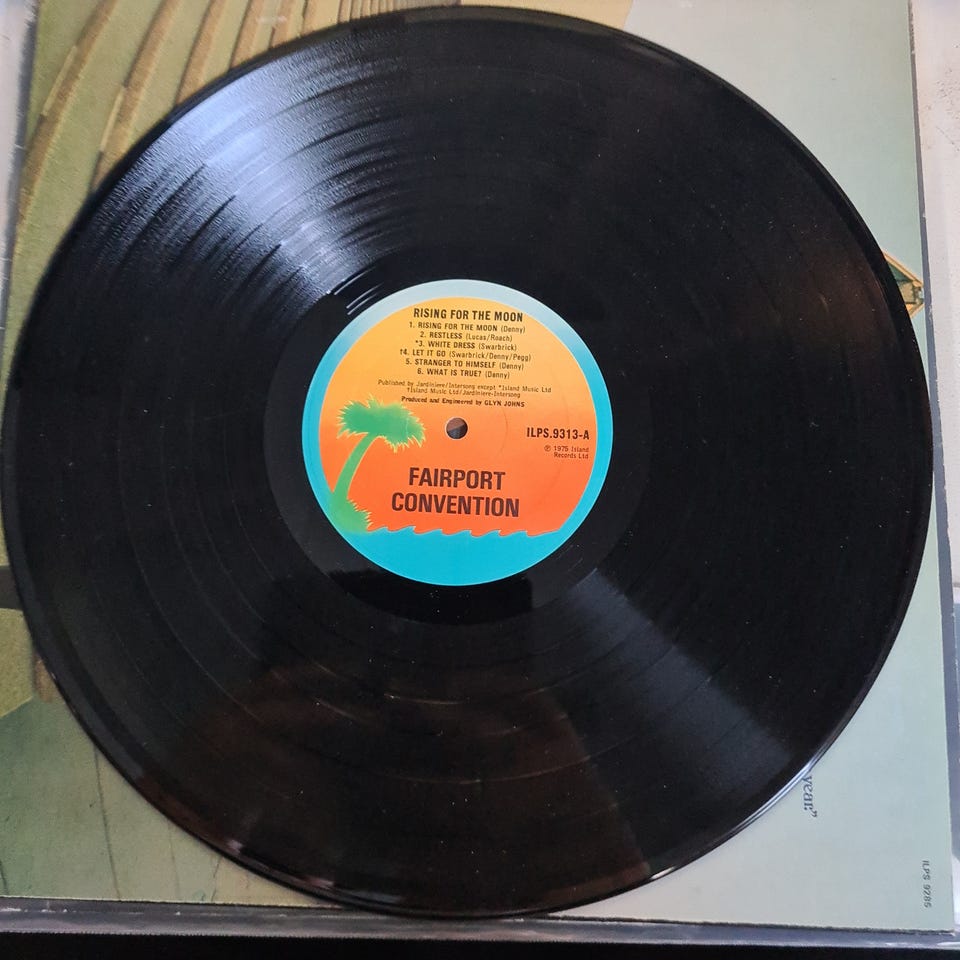 RISING FOR THE MOON
1. RISING FOR THE MOON (Denny)
2. RESTLESS (Lucas/Roach)
*3. WHITE DRESS (Swarbrick)
†4. LET IT GO (Swarbrick/Denny/Pegg)
5. STRANGER TO HIMSELF (Denny)
6. WHAT IS TRUE? (Denny)
Published by Jardiniere/Intersong except *Island Music Ltd
†Island Music Ltd/Jardiniere-Intersong
Produced and Engineered by GLYN JOHNS
ILPS.9313-A
℗ 1975 Island
Records Ltd
FAIRPORT
CONVENTION
year."
ILPS 9285